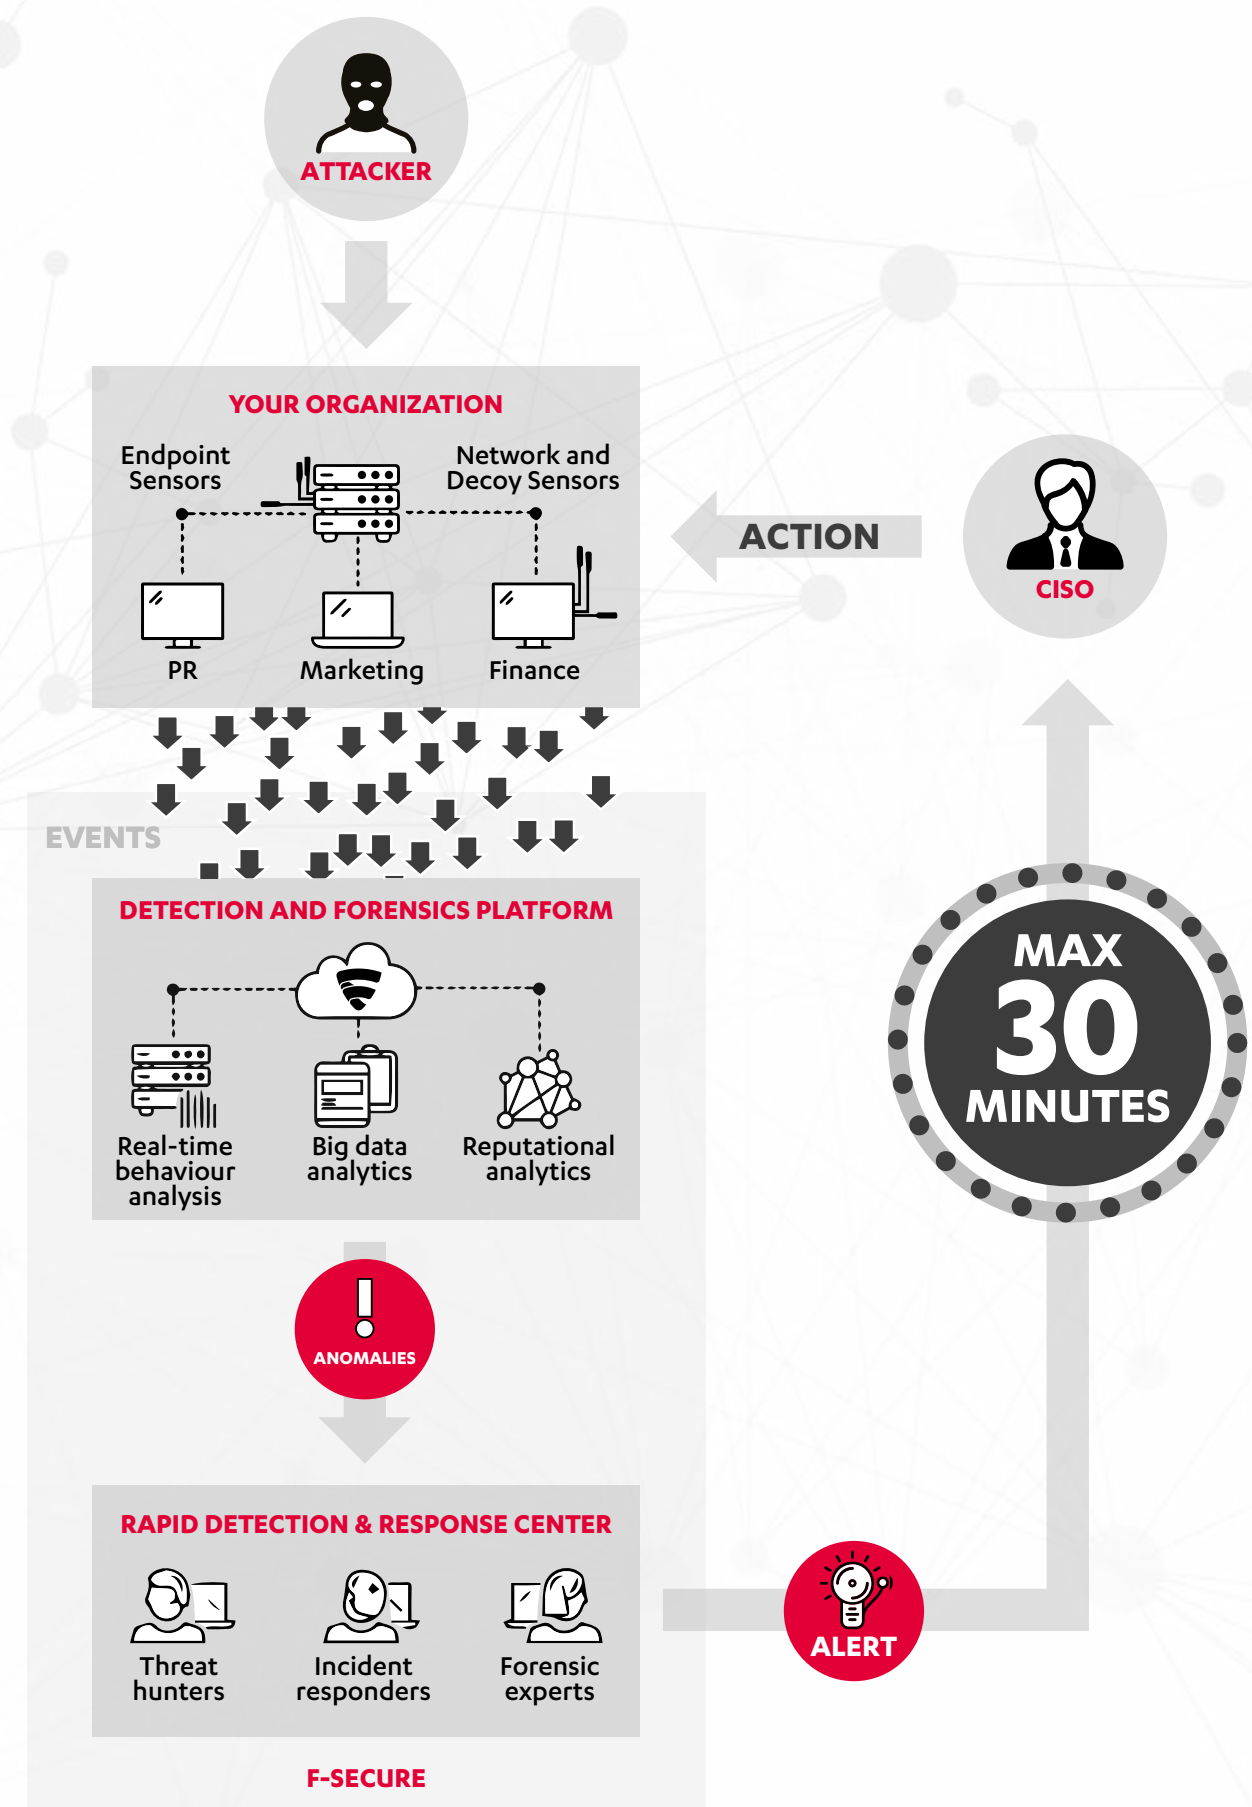 ATTACKER
YOUR ORGANIZATION
Endpoint
Sensors
Network and
Decoy Sensors
PR
Marketing
Finance
ACTION
CISO
EVENTS
DETECTION AND FORENSICS PLATFORM
Real-time
behaviour
analysis
Big data
analytics
Reputational
analytics
MAX
30
MINUTES
ANOMALIES
RAPID DETECTION & RESPONSE CENTER
Threat
hunters
Incident
responders
Forensic
experts
ALERT
F-SECURE